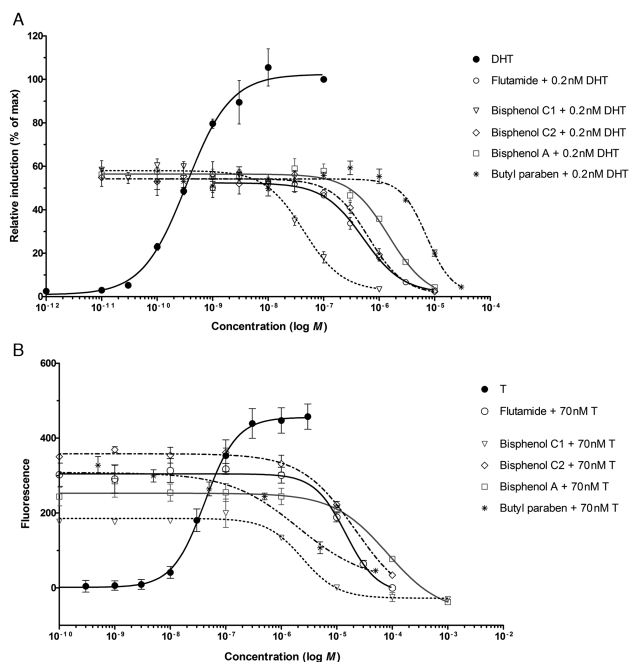 A
Relative induction (% of max)
120
100
80
60
40
20
0
10-12
10-11
10-10
10-9
10-8
10-7
10-6
10-5
10-4
Concentration (log M)
DHT
Flutamide + 0.2nM DHT
Bisphenol C1 + 0.2nM DHT
Bisphenol C2 + 0.2nM DHT
Bisphenol A + 0.2nM DHT
Butyl paraben + 0.2nM DHT
B
Fluorescence
600
400
200
0
10-10
10-9
10-8
10-7
10-6
10-5
10-4
10-3
10-2
Concentration (log M)
T
Flutamide + 70nM T
Bisphenol C1 + 70nM T
Bisphenol C2 + 70nM T
Bisphenol A + 70nM T
Butyl paraben + 70nM T